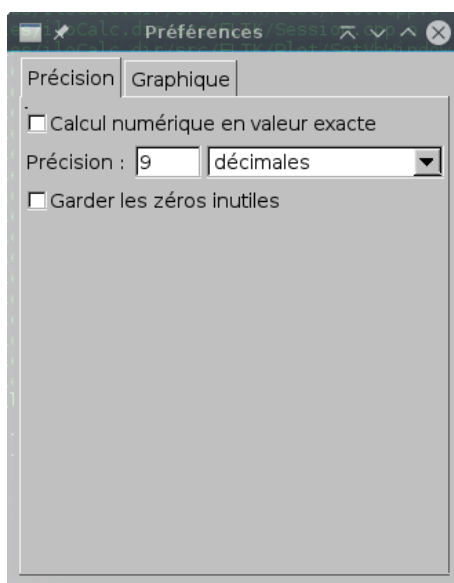 Préférences
Précision
Graphique
Calcul numérique en valeur exacte
Précision : 9 décimales
Garder les zéros inutiles